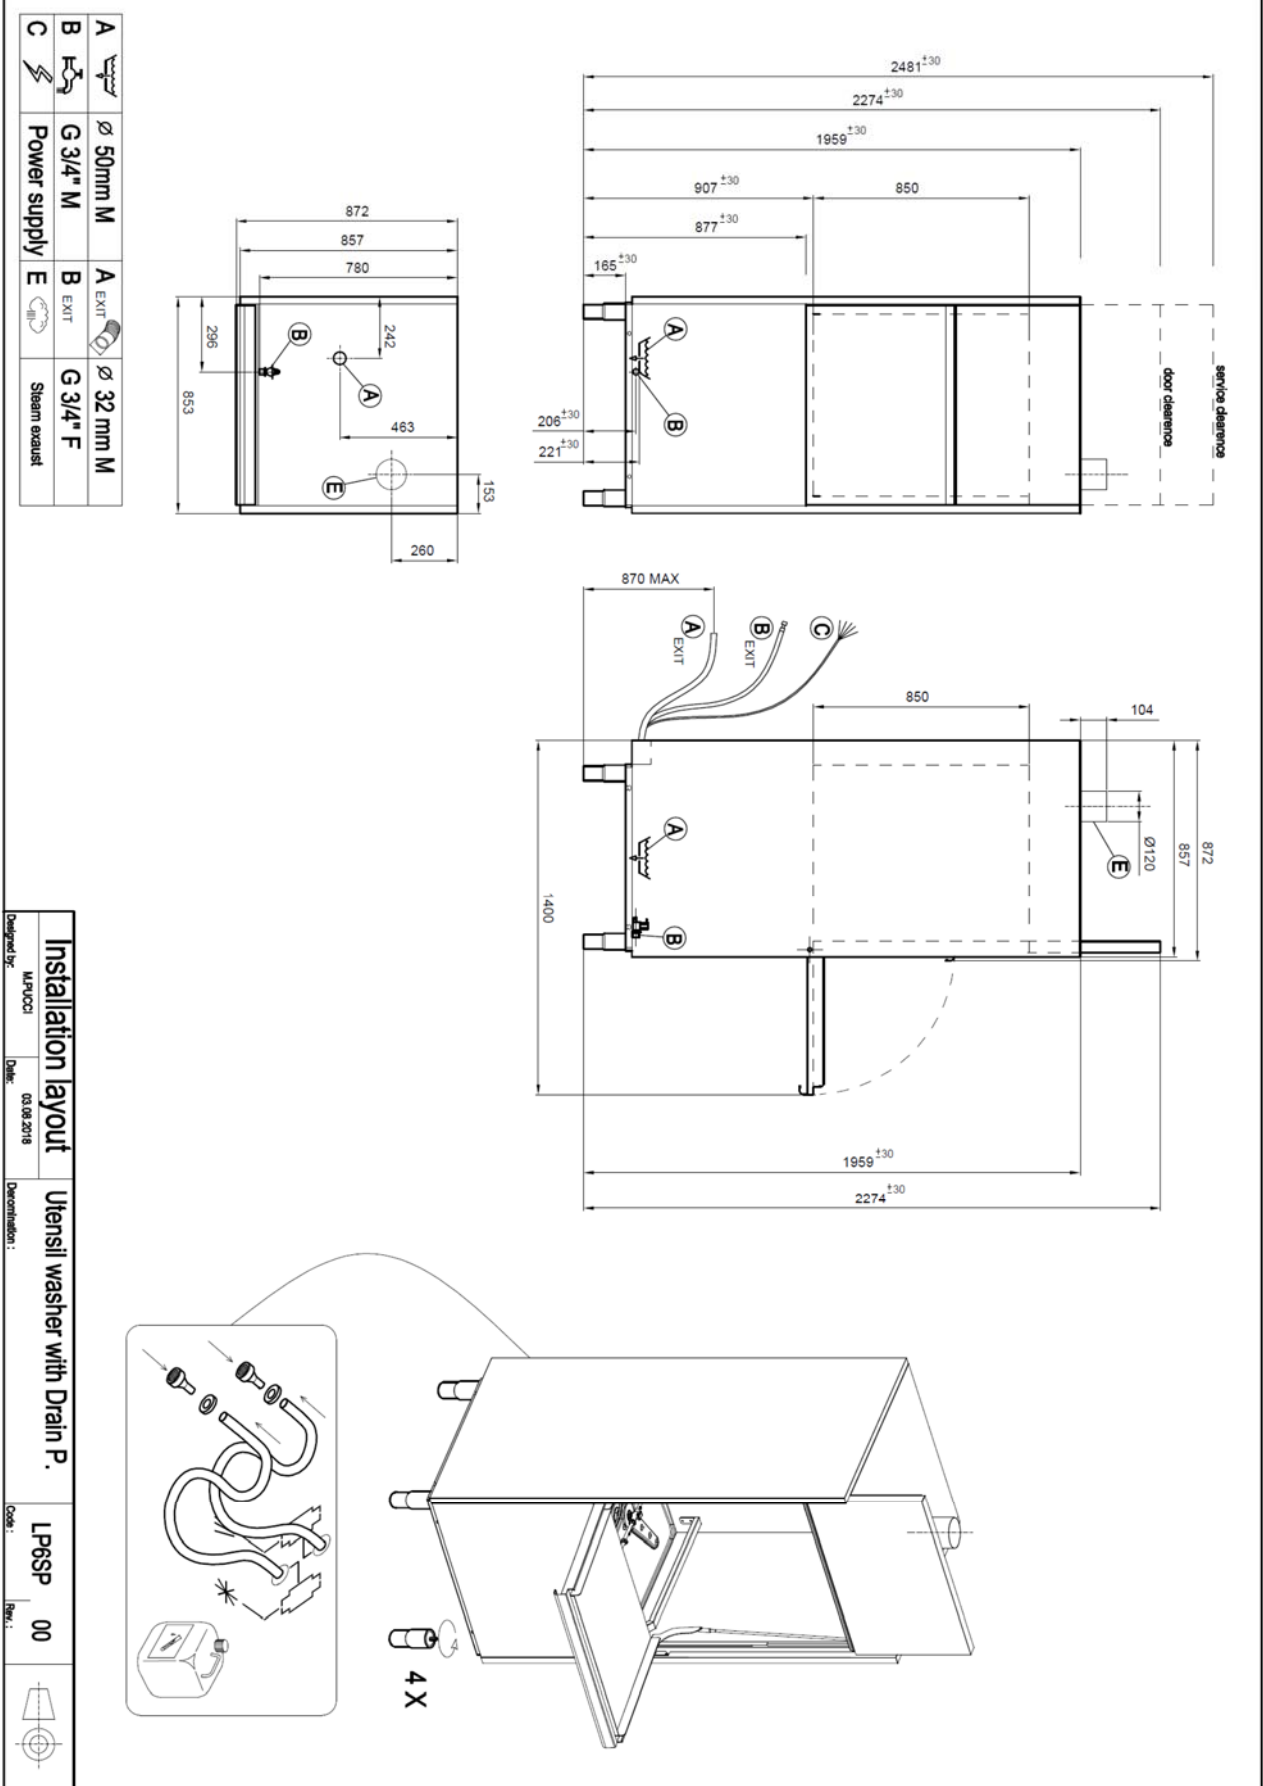 2481±30
2274±30
1959±30
907±30
850
877±30
165±30
service clearence
door clearence
A
B
206±30
221±30
872
857
780
296
242
B
A
463
853
E
153
260
870 MAX
A
EXIT
B
EXIT
C
850
104
Ø120
857
872
E
A
B
1400
1959±30
2274±30
4 X
A ø 50mm M A EXIT ø 32 mm M
B G 3/4" M B EXIT G 3/4" F
C Power supply E Steam exaust
Installation layout
Utensil washer with Drain P.
LP6SP
00
Designed by:
M.PUCCI
Date:
03.08.2018
Denomination :
Code :
Rev. :